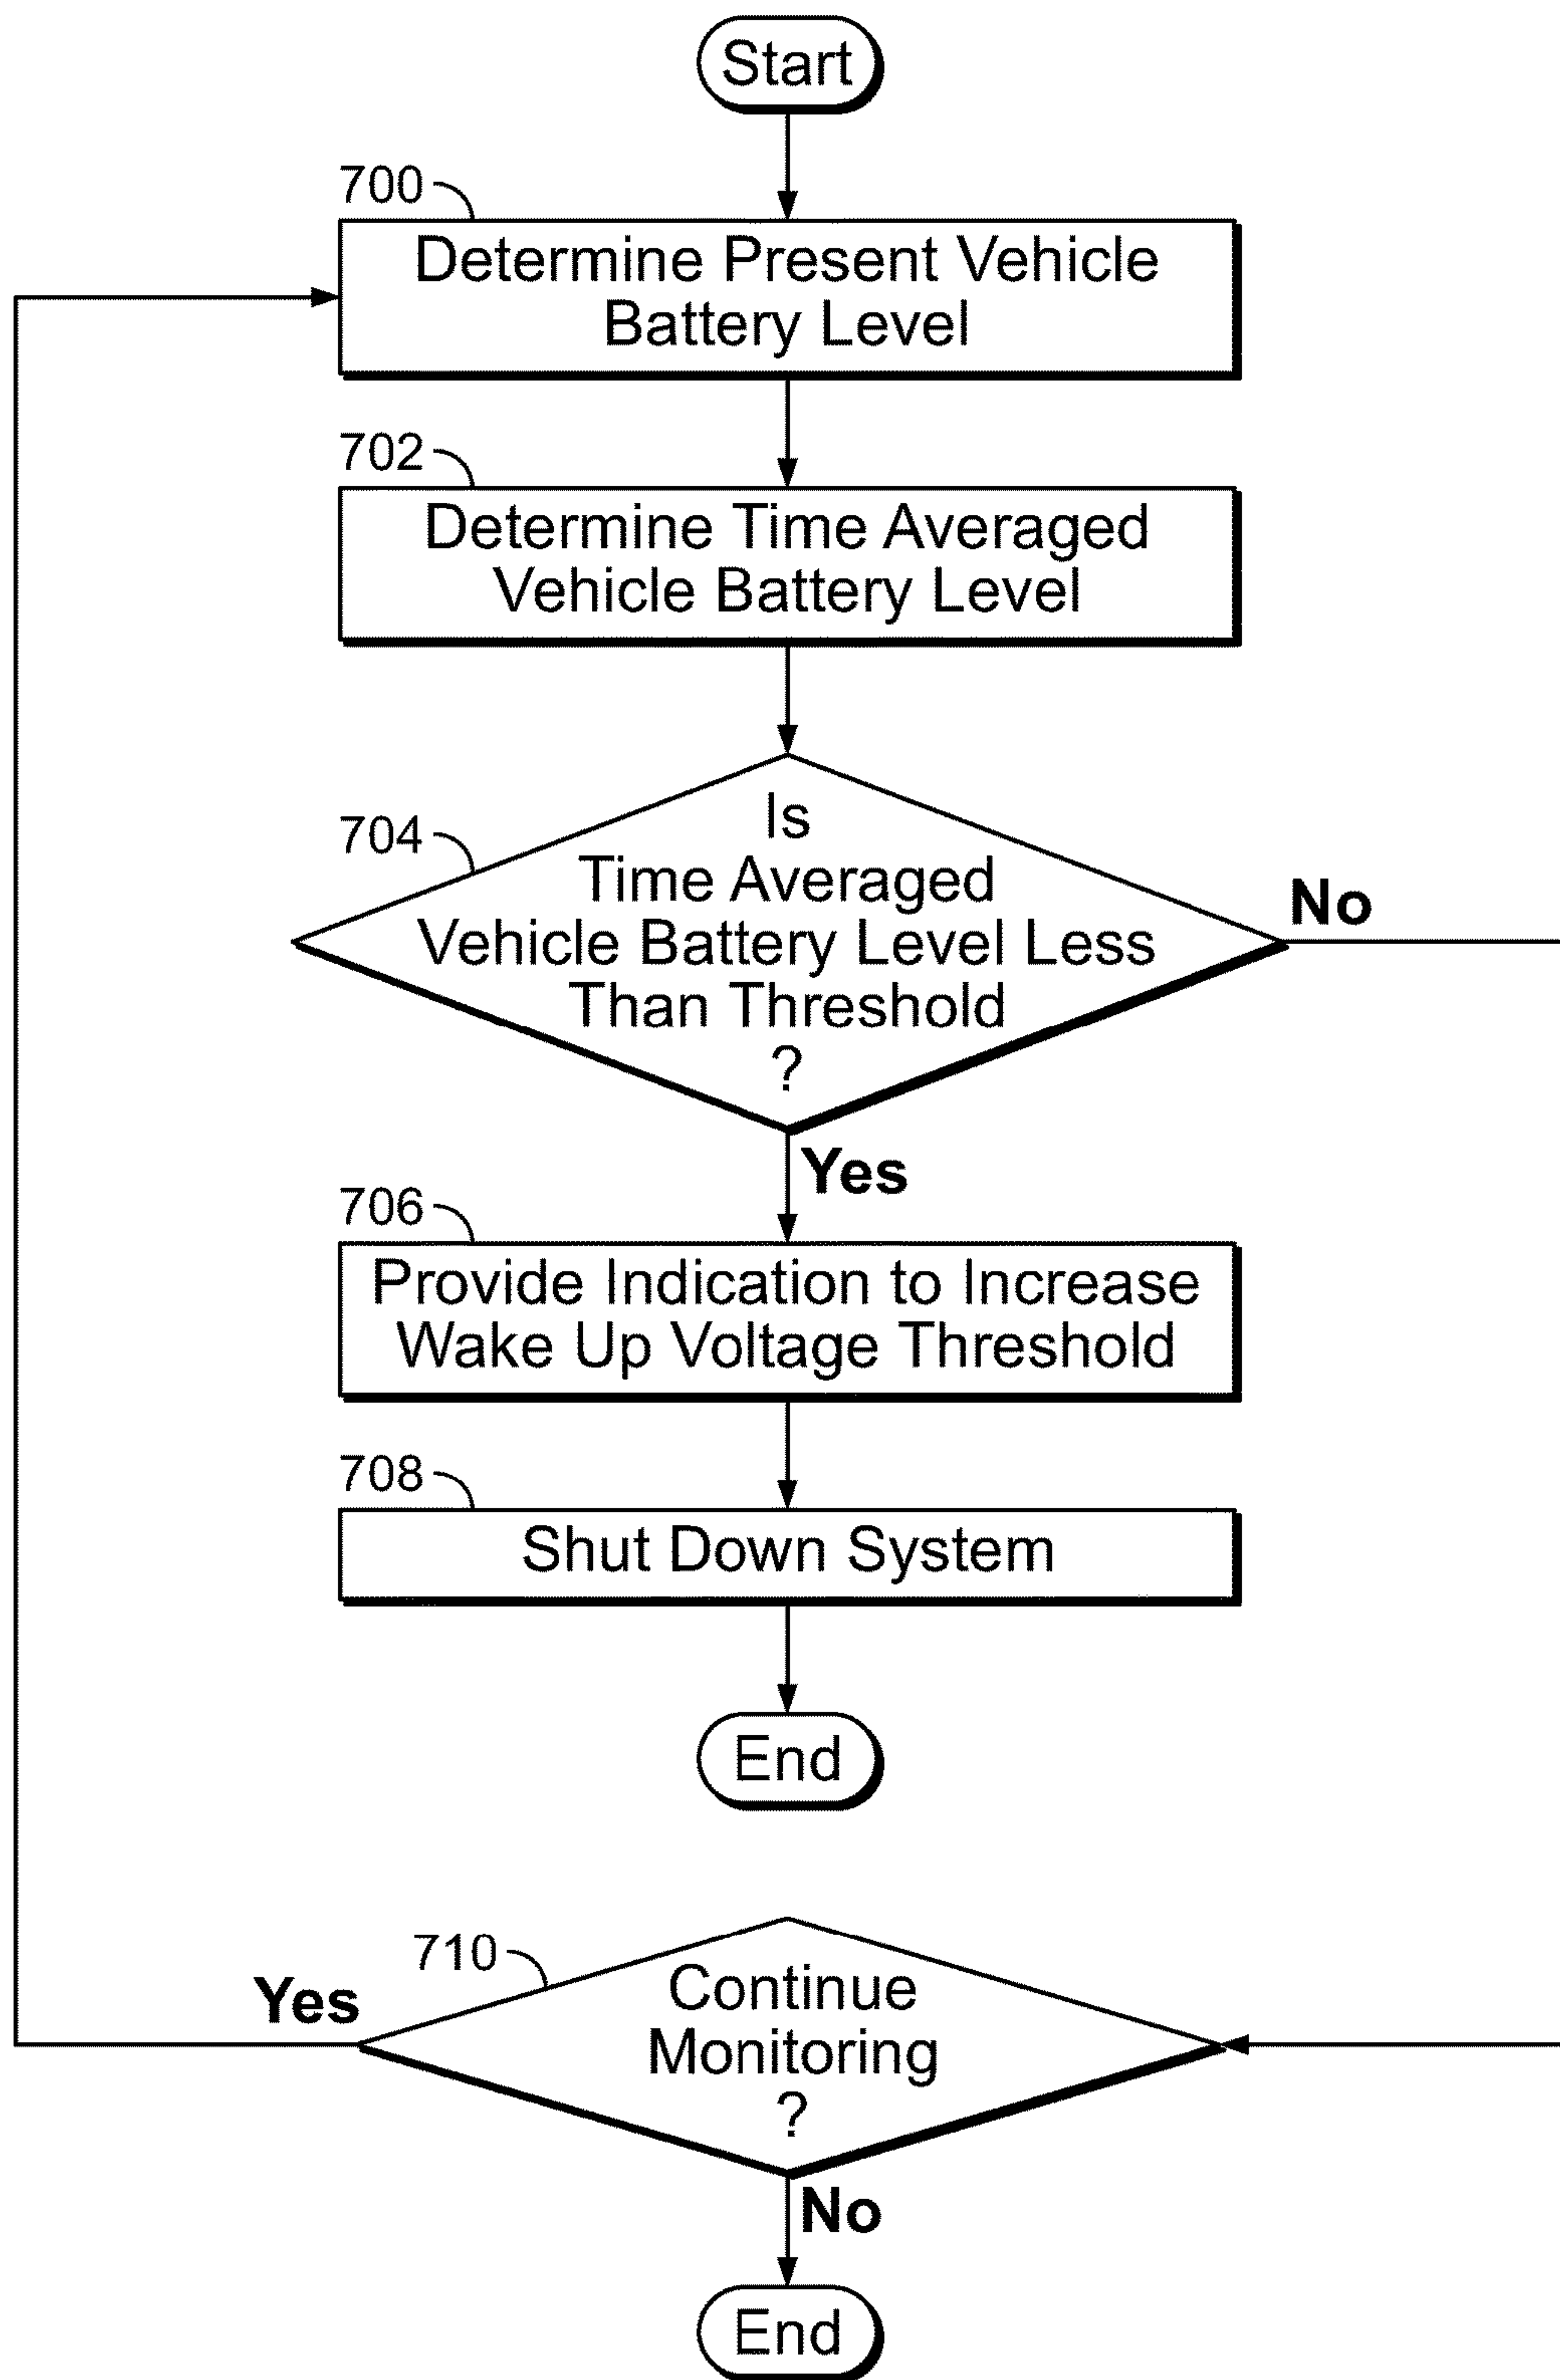 Start
700
Determine Present Vehicle
Battery Level
702
Determine Time Averaged
Vehicle Battery Level
704
Is
Time Averaged
Vehicle Battery Level Less
Than Threshold
?
No
Yes
706
Provide Indication to Increase
Wake Up Voltage Threshold
708
Shut Down System
End
710
Continue
Monitoring
?
Yes
No
End